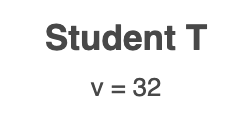 Student T
v = 32